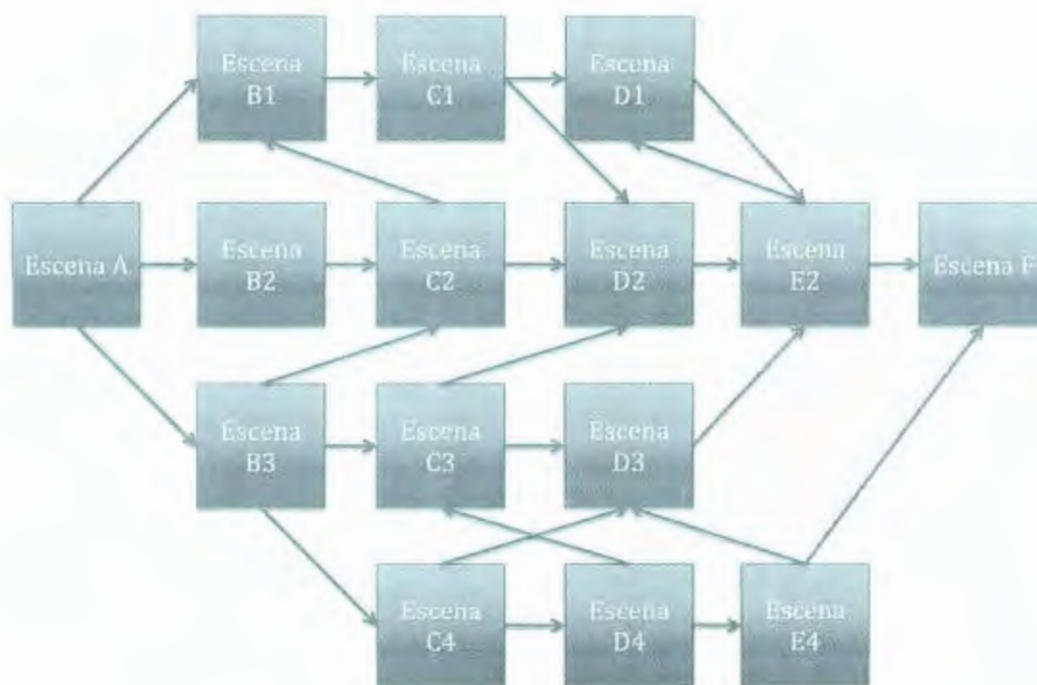 Escena
B1
Escena
C1
Escena
D1
Escena A
Escena
B2
Escena
C2
Escena
D2
Escena
E2
Escena F
Escena
B3
Escena
C3
Escena
D3
Escena
C4
Escena
D4
Escena
E4